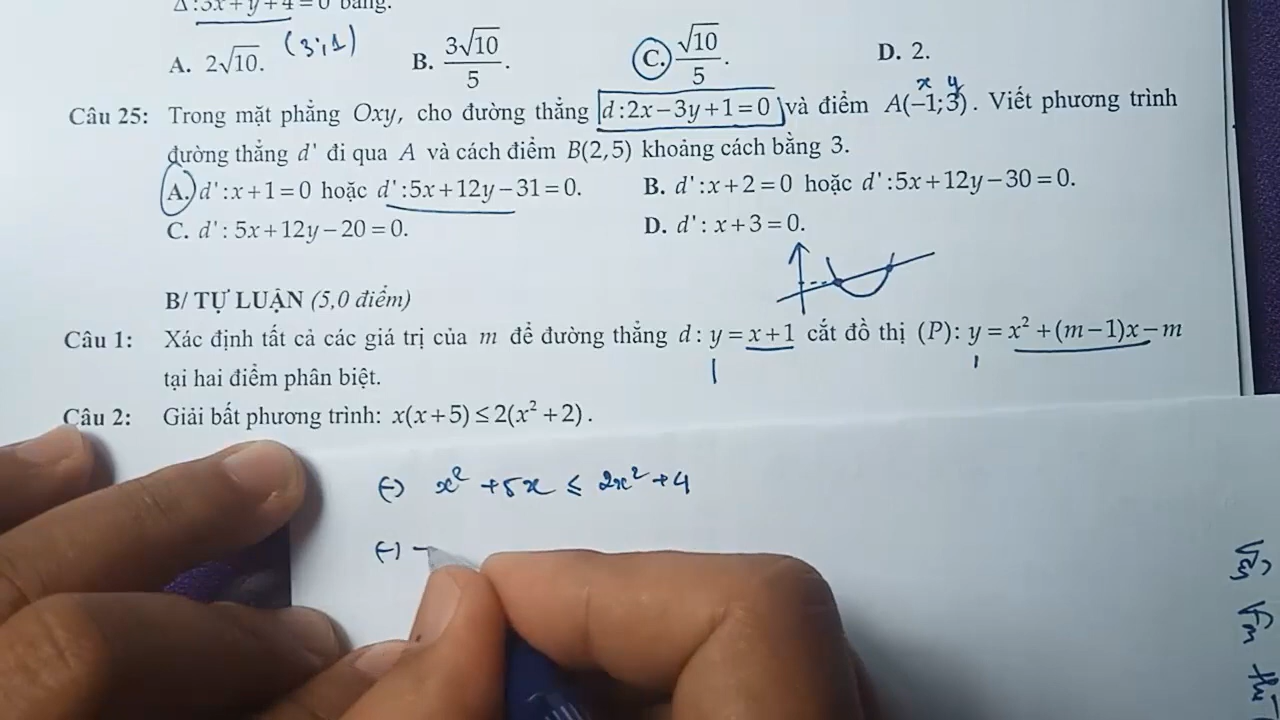 Δ: 3x+y+4=0 bằng:
A. 2√10. (3;1) B. 3√10/5. C. √10/5. D. 2.
x y
Câu 25: Trong mặt phẳng Oxy, cho đường thẳng d:2x−3y+1=0 và điểm A(−1;3). Viết phương trình
đường thẳng d' đi qua A và cách điểm B(2,5) khoảng cách bằng 3.
A. d':x+1=0 hoặc d':5x+12y−31=0. B. d':x+2=0 hoặc d':5x+12y−30=0.
C. d': 5x+12y−20=0. D. d': x+3=0.
B/ TỰ LUẬN (5,0 điểm)
Câu 1: Xác định tất cả các giá trị của m để đường thẳng d: y=x+1 cắt đồ thị (P): y=x²+(m−1)x−m
tại hai điểm phân biệt.
Câu 2: Giải bất phương trình: x(x+5)≤2(x²+2).
(-) x²+5x ≤ 2x²+4
(-) −